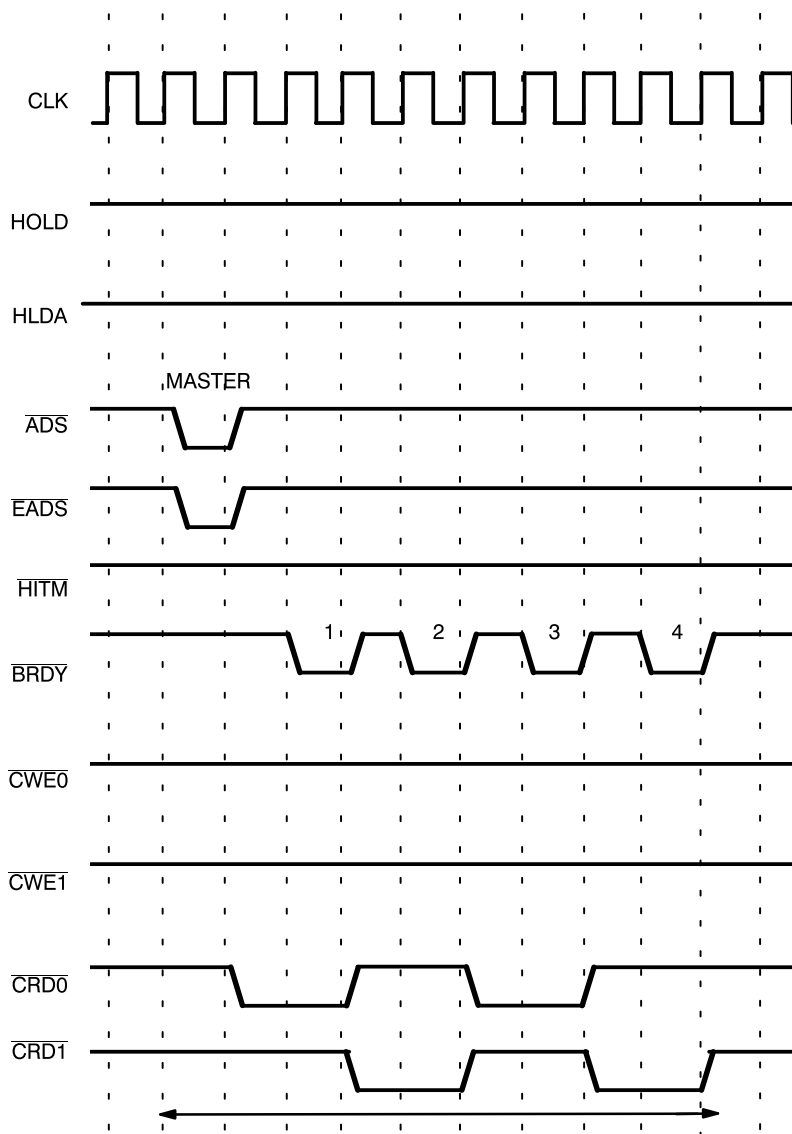 CLK
HOLD
HLDA
MASTER
ADS
EADS
HITM
1 2 3 4
BRDY
CWE0
CWE1
CRD0
CRD1